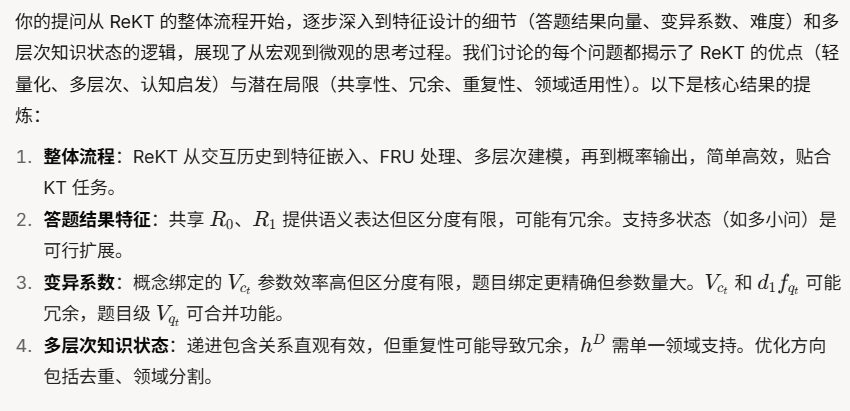 你的提问从 ReKT 的整体流程开始，逐步深入到特征设计的细节（答题结果向量、变异系数、难度）和多
层次知识状态的逻辑，展现了从宏观到微观的思考过程。我们讨论的每个问题都揭示了 ReKT 的优点（轻
量化、多层次、认知启发）与潜在局限（共享性、冗余、重复性、领域适用性）。以下是核心结果的提
炼：
1. 整体流程：ReKT 从交互历史到特征嵌入、FRU 处理、多层次建模，再到概率输出，简单高效，贴合
KT 任务。
2. 答题结果特征：共享 $R_0$、$R_1$ 提供语义表达但区分度有限，可能有冗余。支持多状态（如多小问）是
可行扩展。
3. 变异系数：概念绑定的 $V_{c_t}$ 参数效率高但区分度有限，题目绑定更精确但参数量大。$V_{c_t}$ 和 $d_1 f_{q_t}$ 可能
冗余，题目级 $V_{q_t}$ 可合并功能。
4. 多层次知识状态：递进包含关系直观有效，但重复性可能导致冗余，$h^D$ 需单一领域支持。优化方向
包括去重、领域分割。